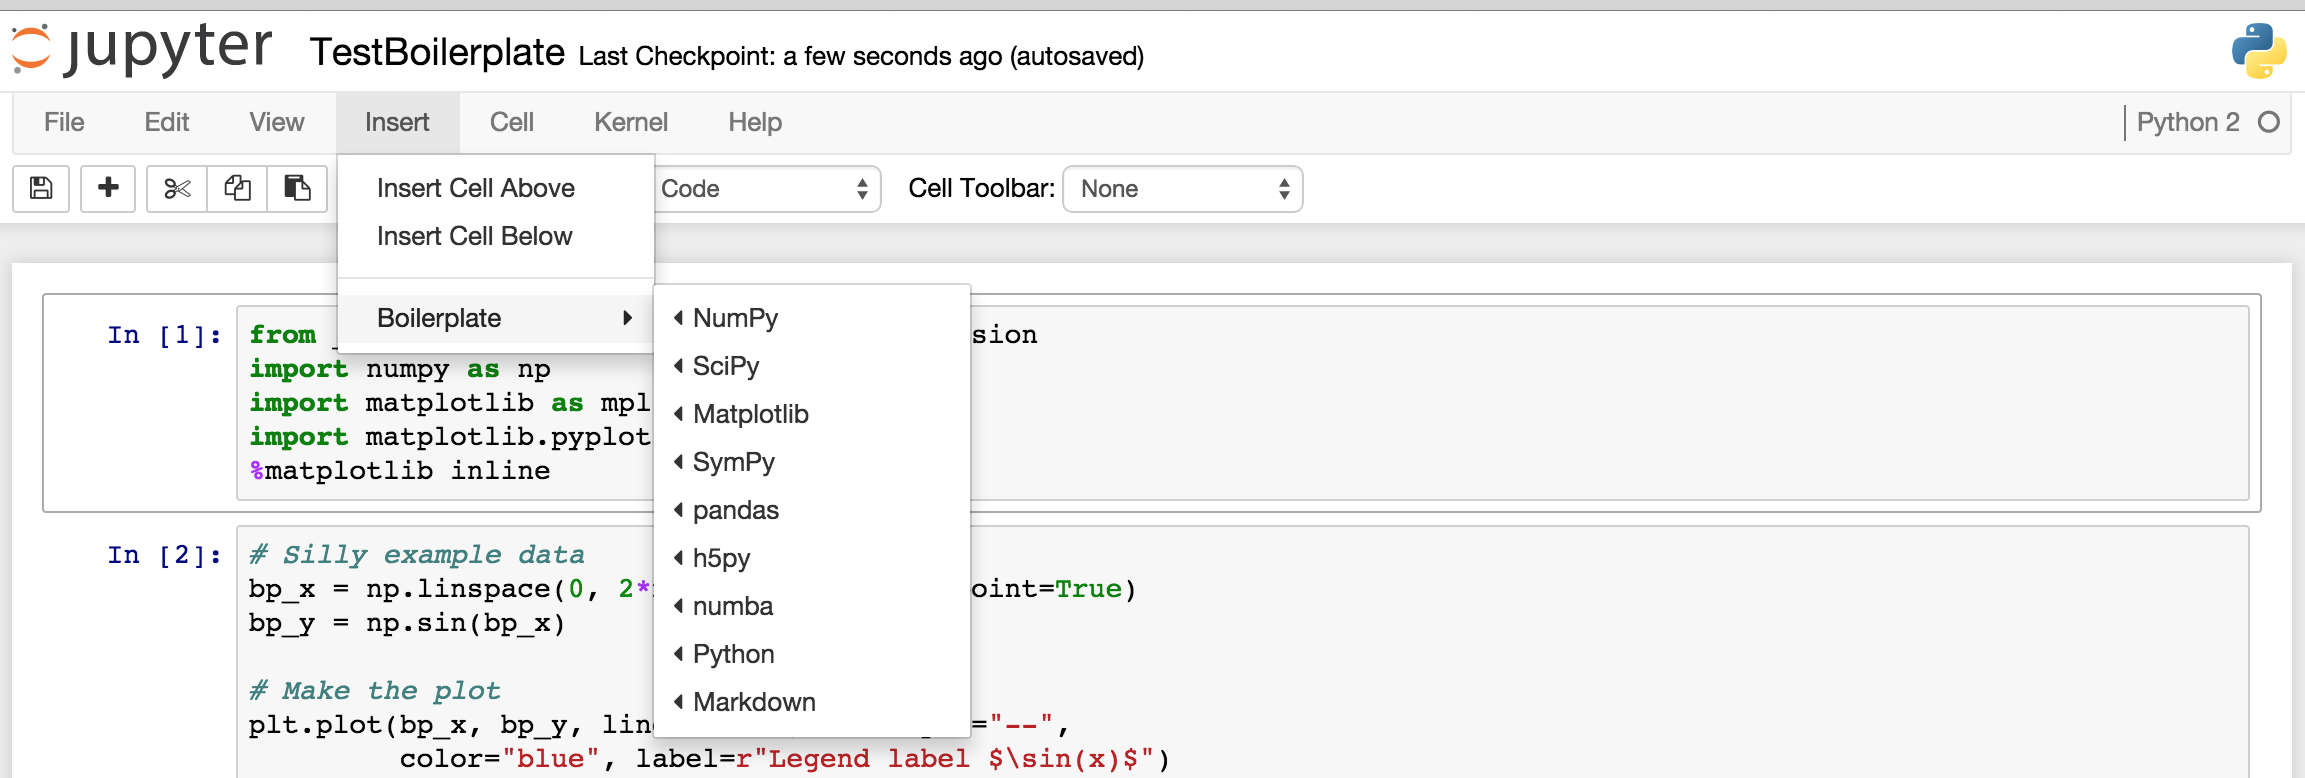 jupyter TestBoilerplate Last Checkpoint: a few seconds ago (autosaved)
File Edit View Insert Cell Kernel Help Python 2
Insert Cell Above
Insert Cell Below
Boilerplate
Code Cell Toolbar: None
NumPy
SciPy
Matplotlib
SymPy
pandas
h5py
numba
Python
Markdown
In [1]: from _ sion
import numpy as np
import matplotlib as mpl
import matplotlib.pyplot
%matplotlib inline
In [2]: # Silly example data
bp_x = np.linspace(0, 2* oint=True)
bp_y = np.sin(bp_x)
# Make the plot
plt.plot(bp_x, bp_y, lin ="--",
color="blue", label=r"Legend label $\sin(x)$")